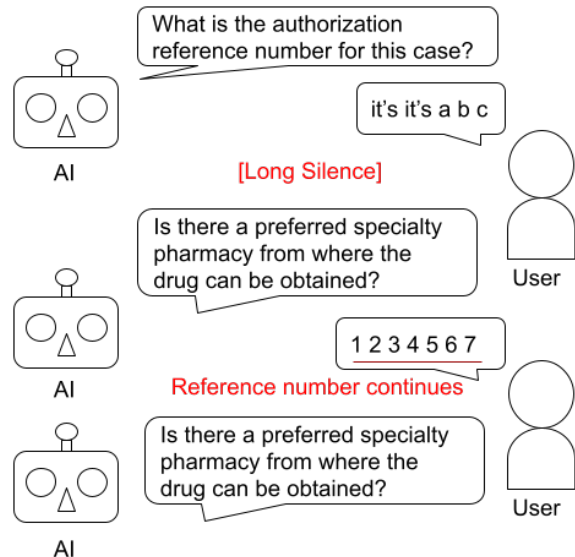 What is the authorization
reference number for this case?
it's it's a b c
AI
[Long Silence]
Is there a preferred specialty
pharmacy from where the
drug can be obtained?
User
1 2 3 4 5 6 7
AI
Reference number continues
Is there a preferred specialty
pharmacy from where the
drug can be obtained?
User
AI